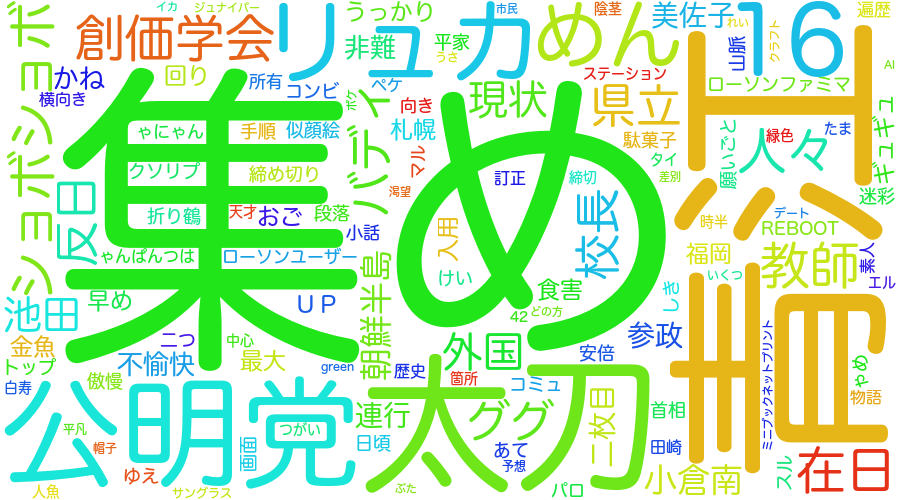 ショボショボ
かね
横向き
創価学会
回り
所有
コンビ
リュカ
イカ
ジュナイパー
うっかり
非難
平家
うさ
ペケ
ポケ
市民
めん
陰茎
美佐子
山脈
れい
クラフト
16
遍歴
AI
ローソンファミマ
ステーション
現状
県立
駄菓子
タイ
差別
願いごと
人々
緑色
たま
江
ギュギュ
迷彩
集め
ゃにゃん
クソリプ
手順
似顔絵
締め切り
折り鶴
天才
おご
段落
小話
ゃんぱんつは
ローソンユーザー
バディ
向き
札幌
マル
渇望
訂正
締切
入用
けい
校長
食害
42
どの方
時半
デート
REBOOT
福岡
教師
素人
エル
しき
いくつ
反日
池田
早め
金魚
トップ
白寿
傲慢
不愉快
二つ
中心
最大
UP
green
朝鮮半島
歴史
外国
箇所
コミュ
安倍
参政
青
ミニブックネットプリント
ゃめ
物語
公明党
平凡
帽子
人魚
ゆえ
サングラス
画面
つがい
連行
日頃
太刀
ググ
あて
予想
ぶた
パロ
二枚目
首相
田崎
小倉南
スル
在日